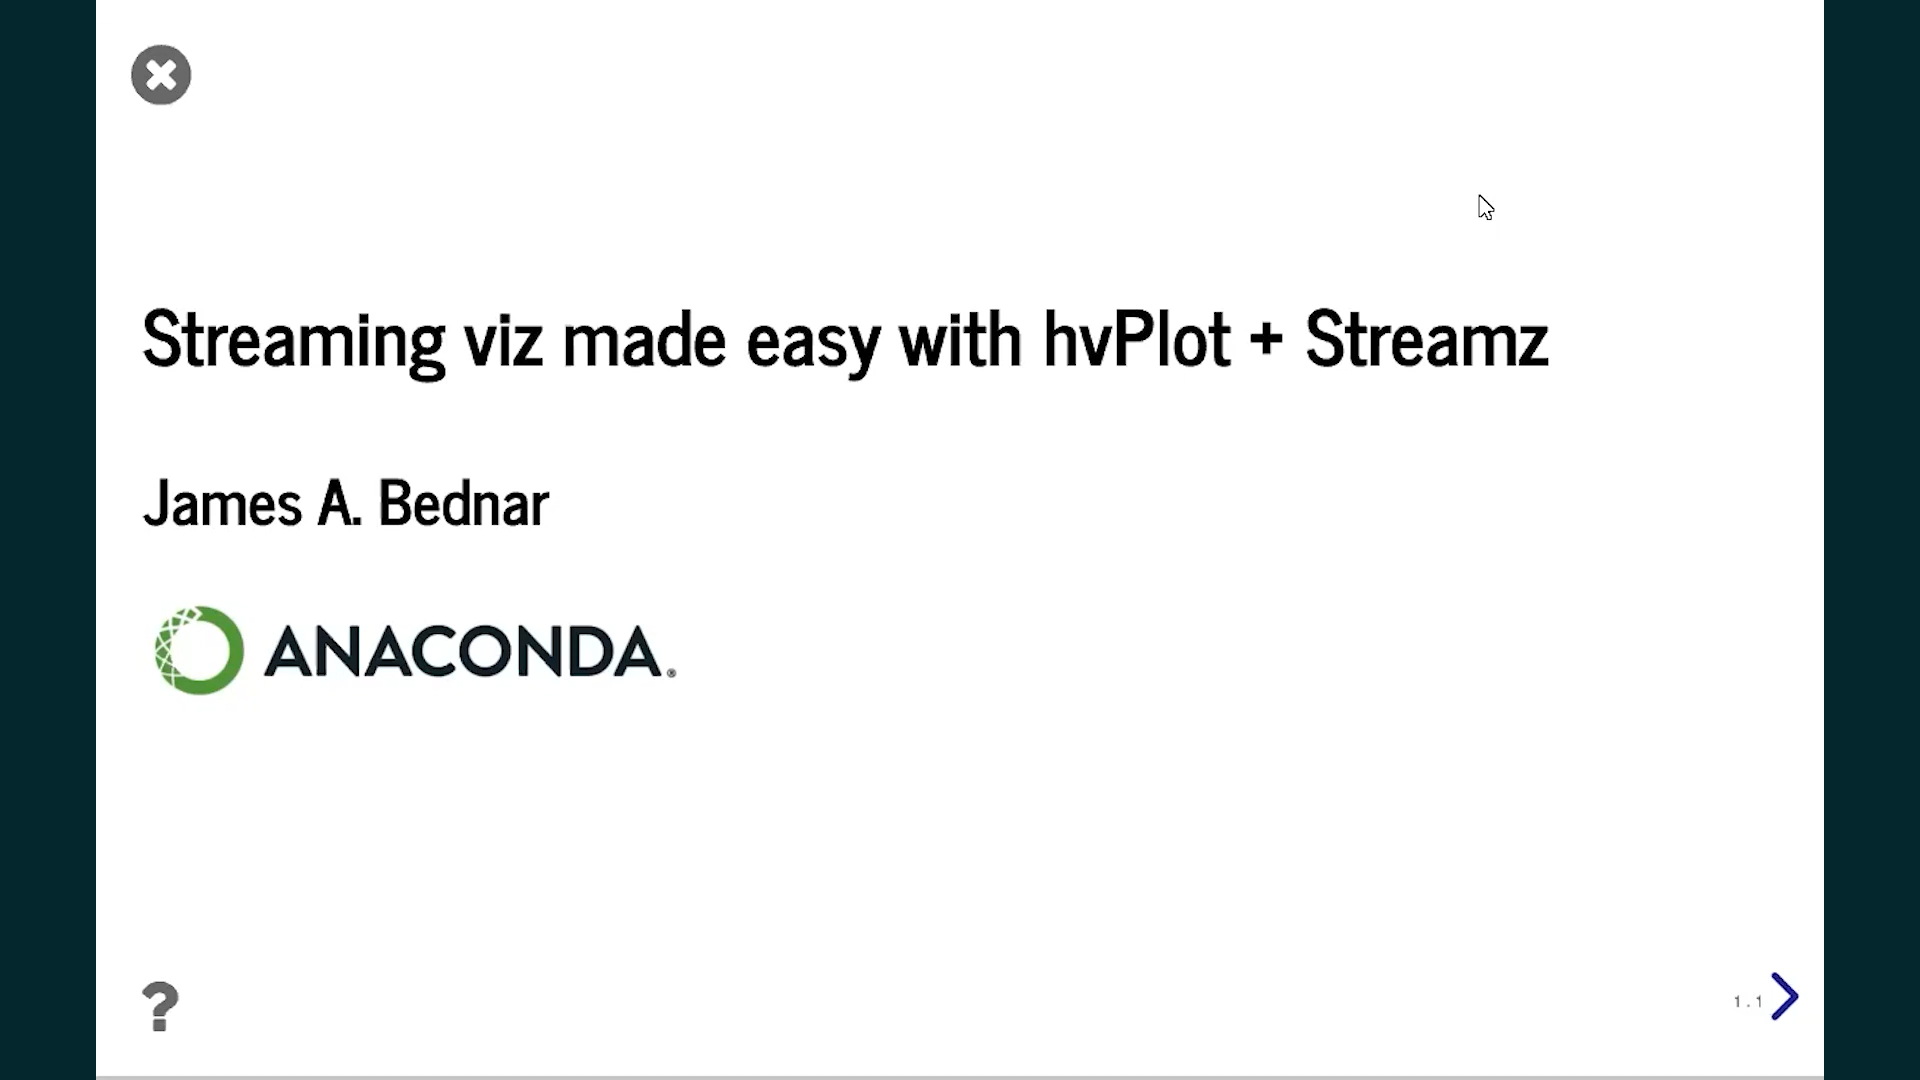 Streaming viz made easy with hvPlot + Streamz
James A. Bednar
ANACONDA®
?
1.1